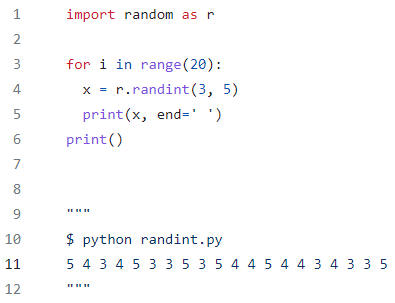 1 import random as r
2
3 for i in range(20):
4   x = r.randint(3, 5)
5   print(x, end=' ')
6 print()
7
8
9 """
10 $ python randint.py
11 5 4 3 4 5 3 3 5 3 5 4 4 5 4 4 3 4 3 3 5
12 """